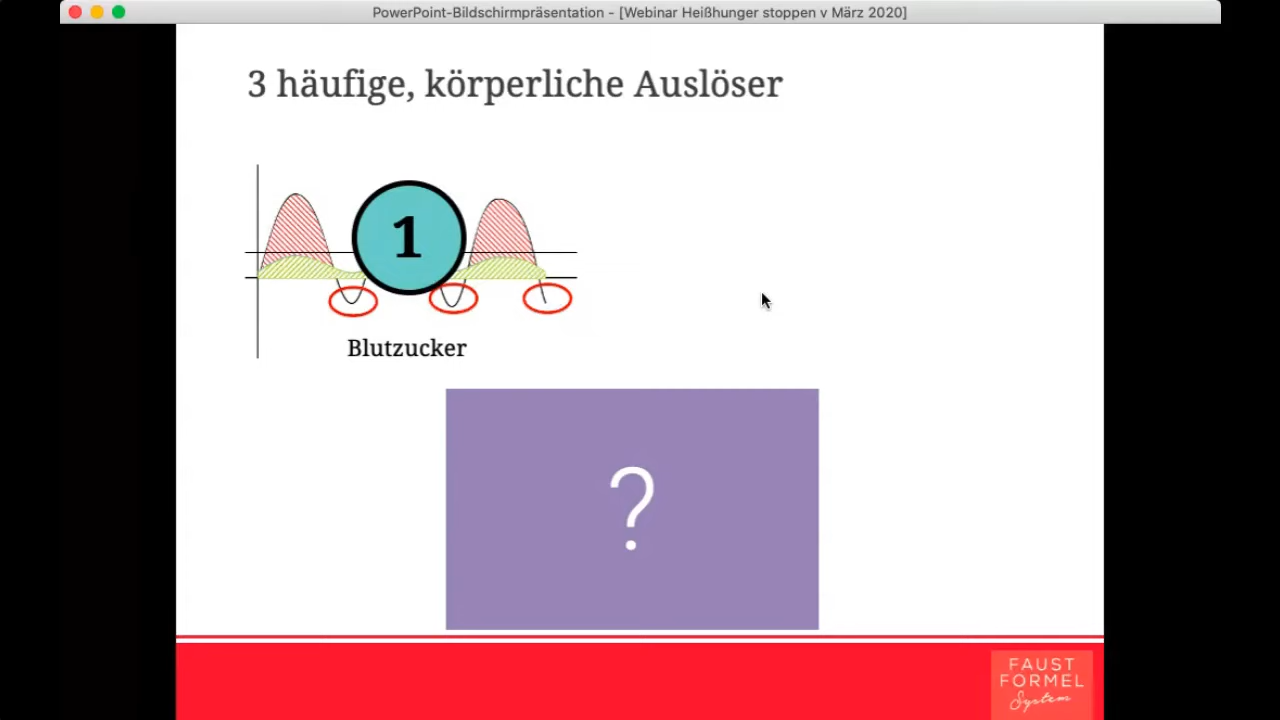 PowerPoint-Bildschirmpräsentation - [Webinar Heißhunger stoppen v März 2020]
3 häufige, körperliche Auslöser
1
Blutzucker
?
FAUST
FORMEL
System